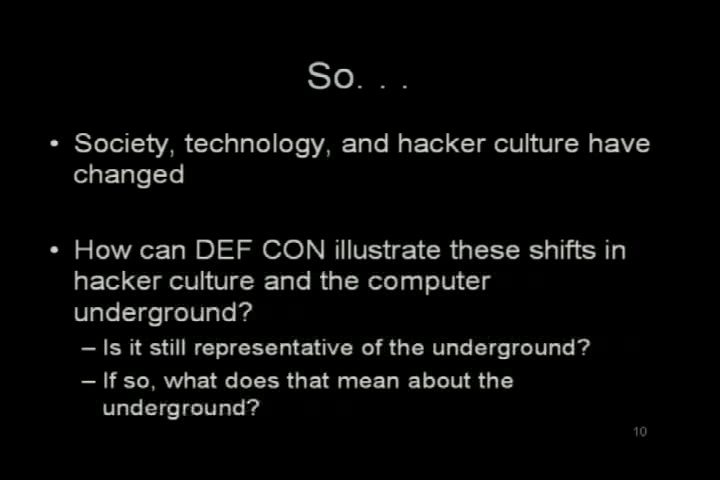 So. . .
• Society, technology, and hacker culture have
changed
• How can DEF CON illustrate these shifts in
hacker culture and the computer
underground?
– Is it still representative of the underground?
– If so, what does that mean about the
underground?
10